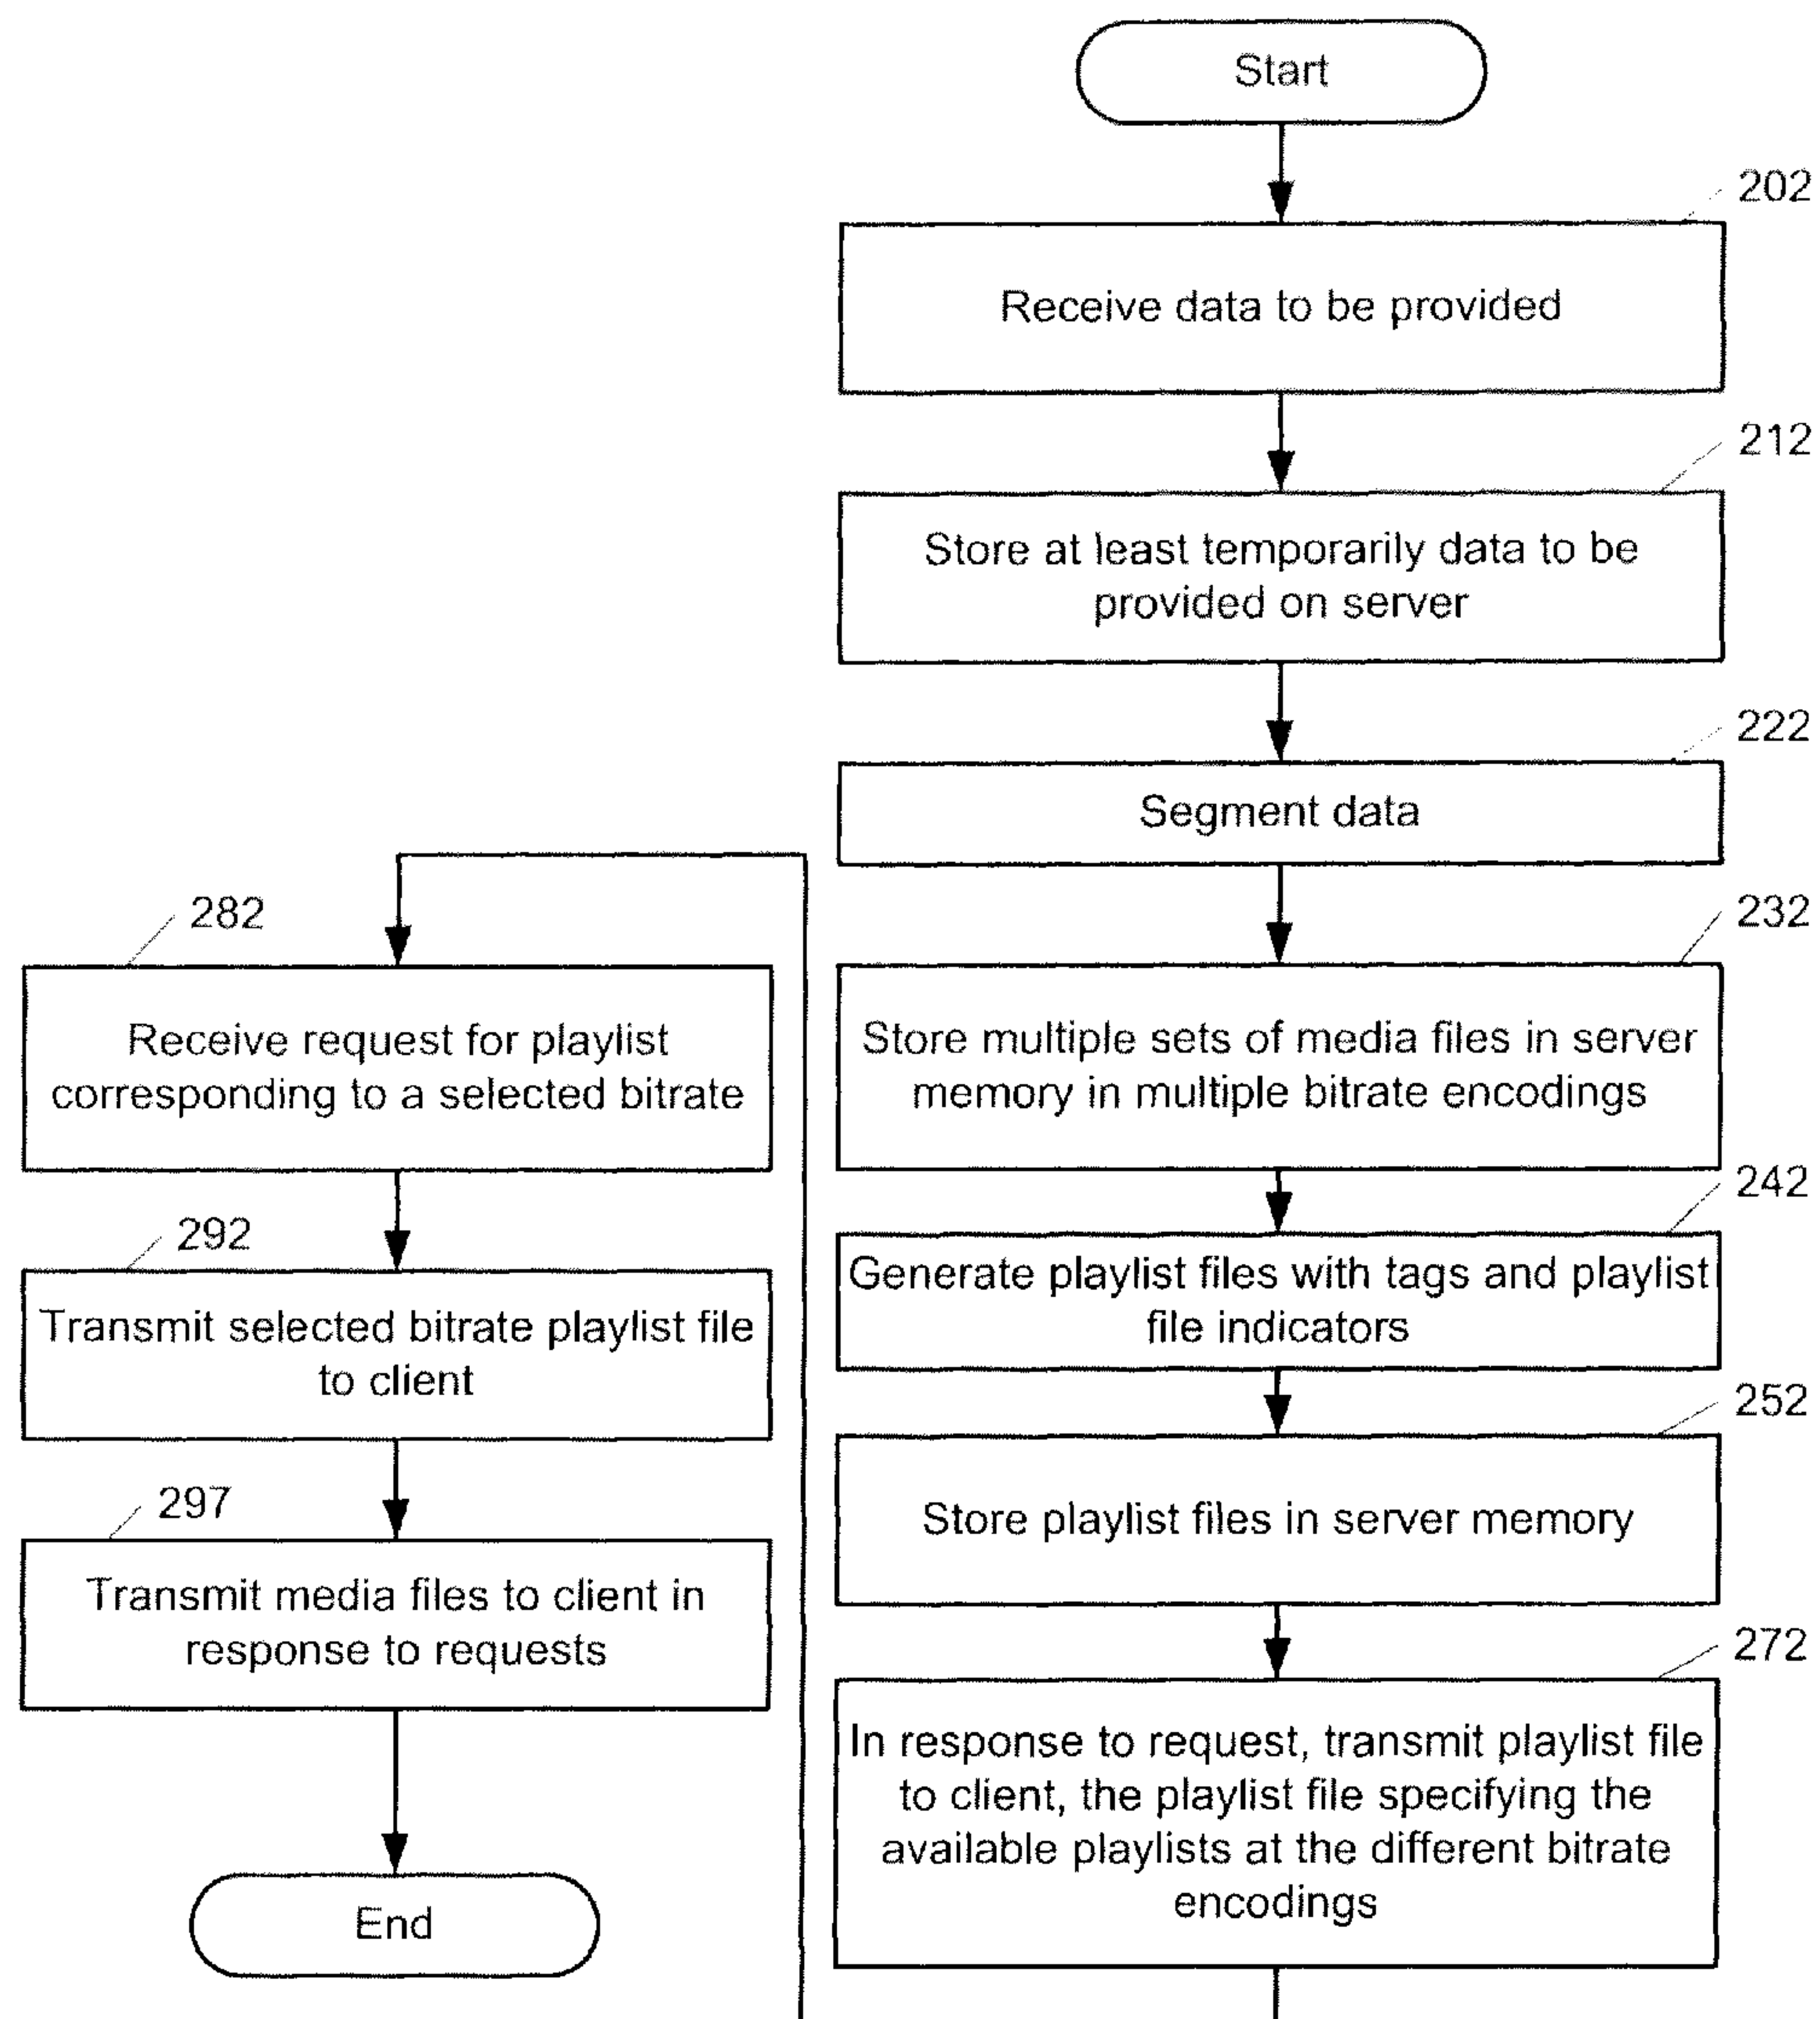 Start
202
Receive data to be provided
212
Store at least temporarily data to be
provided on server
222
Segment data
232
Store multiple sets of media files in server
memory in multiple bitrate encodings
242
Generate playlist files with tags and playlist
file indicators
252
Store playlist files in server memory
272
In response to request, transmit playlist file
to client, the playlist file specifying the
available playlists at the different bitrate
encodings
282
Receive request for playlist
corresponding to a selected bitrate
292
Transmit selected bitrate playlist file
to client
297
Transmit media files to client in
response to requests
End